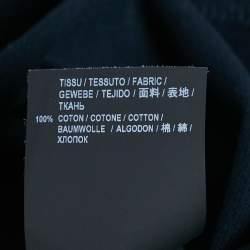 TISSU / TESSUTO / FABRIC /
GEWEBE / TEJIDO / 面料 / 表地 /
ТКАНЬ
100% COTON / COTONE / COTTON /
BAUMWOLLE / ALGODON / 棉 / 綿 /
ХЛОПОК